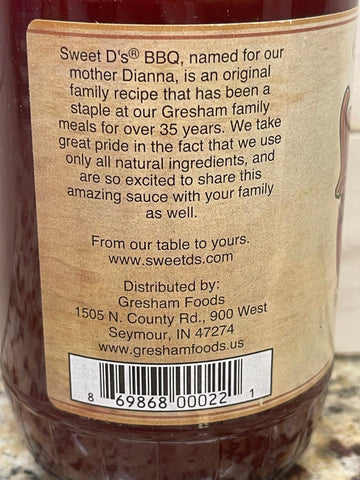 Sweet D's® BBQ, named for our
mother Dianna, is an original
family recipe that has been a
staple at our Gresham family
meals for over 35 years. We take
great pride in the fact that we use
only all natural ingredients, and
are so excited to share this
amazing sauce with your family
as well.
From our table to yours.
www.sweetds.com
Distributed by:
Gresham Foods
1505 N. County Rd., 900 West
Seymour, IN 47274
www.greshamfoods.us
8 69868 00022 1